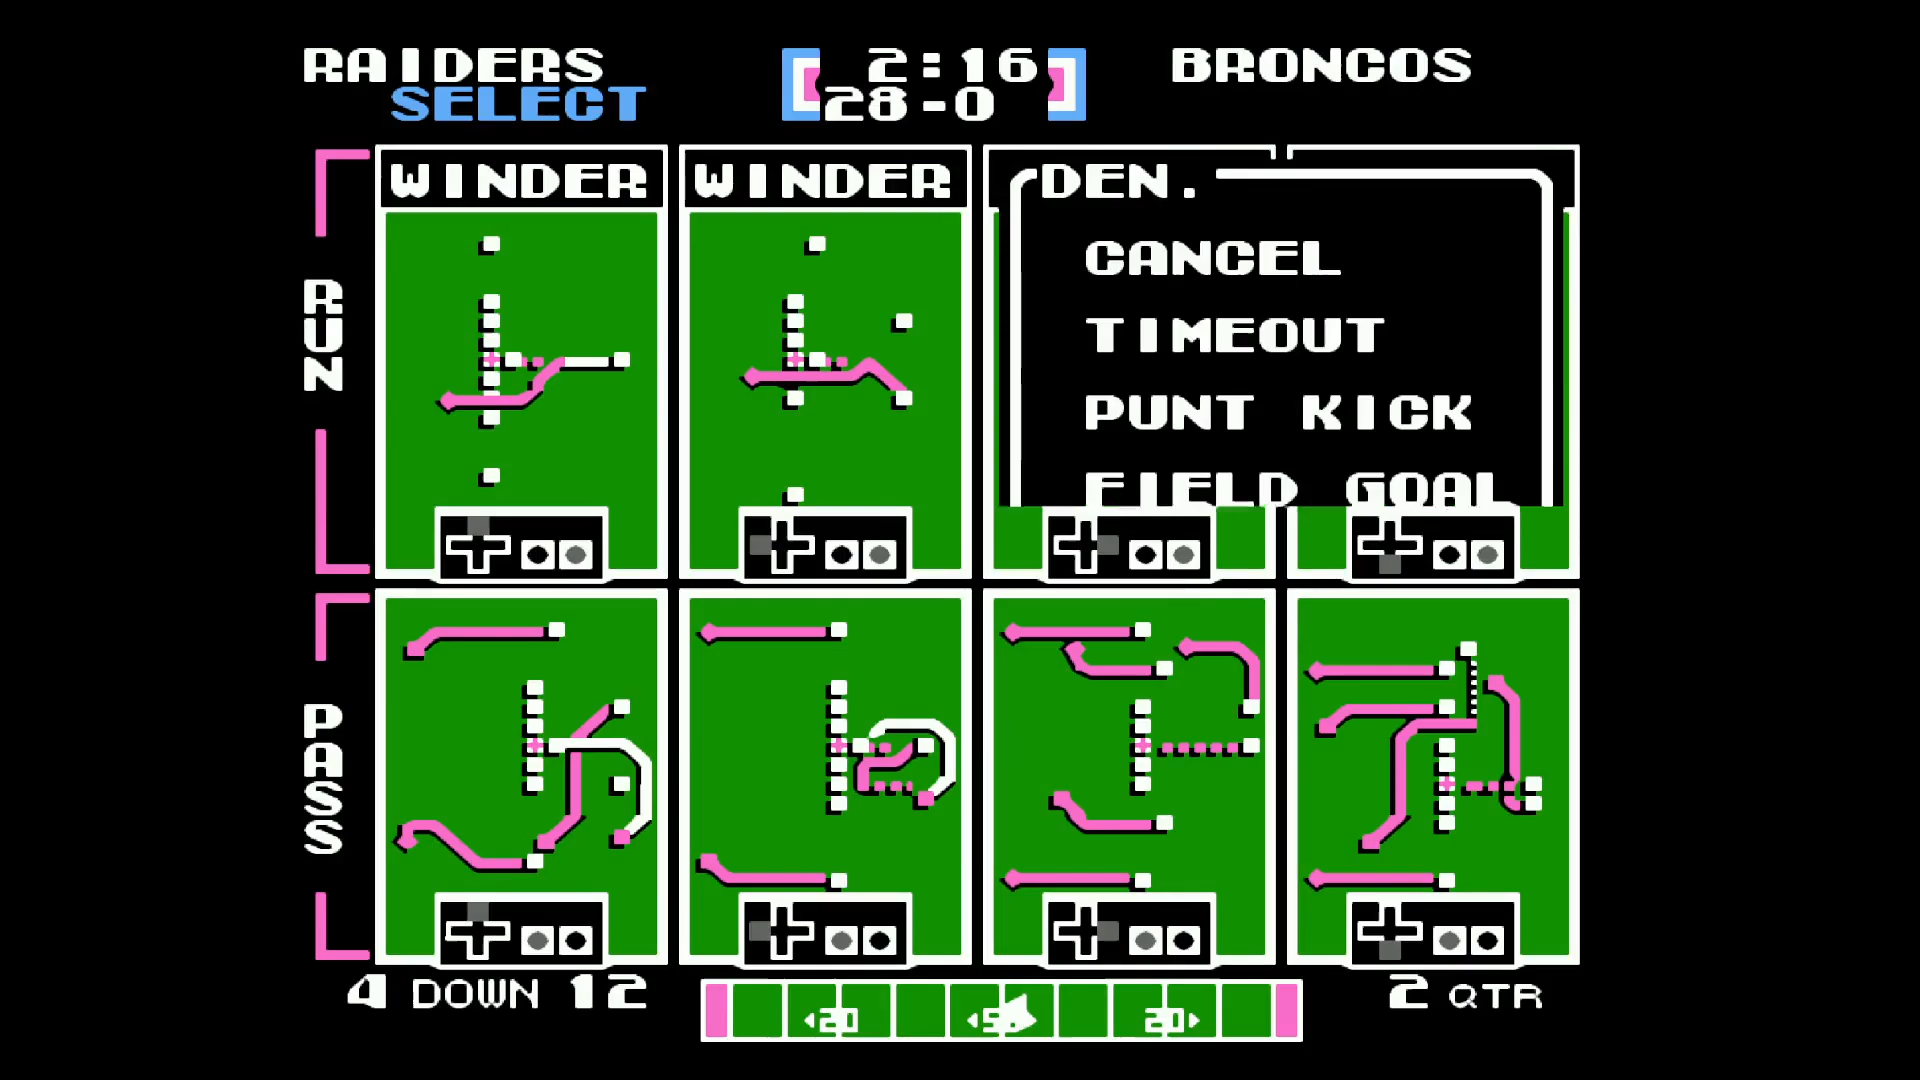 RAIDERS 2:16 BRONCOS
SELECT 28-0
WINDER WINDER DEN.
CANCEL
TIMEOUT
PUNT KICK
FIELD GOAL
RUN
PASS
4 DOWN 12 2 QTR
20 20